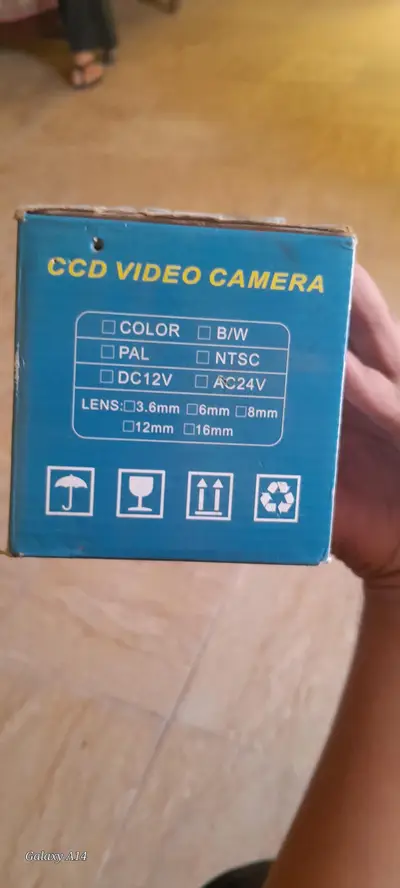 CCD VIDEO CAMERA
☐ COLOR ☐ B/W
☐ PAL ☐ NTSC
☐ DC12V ☐ AC24V
LENS:☐3.6mm ☐6mm ☐8mm
☐12mm ☐16mm
Galaxy A14